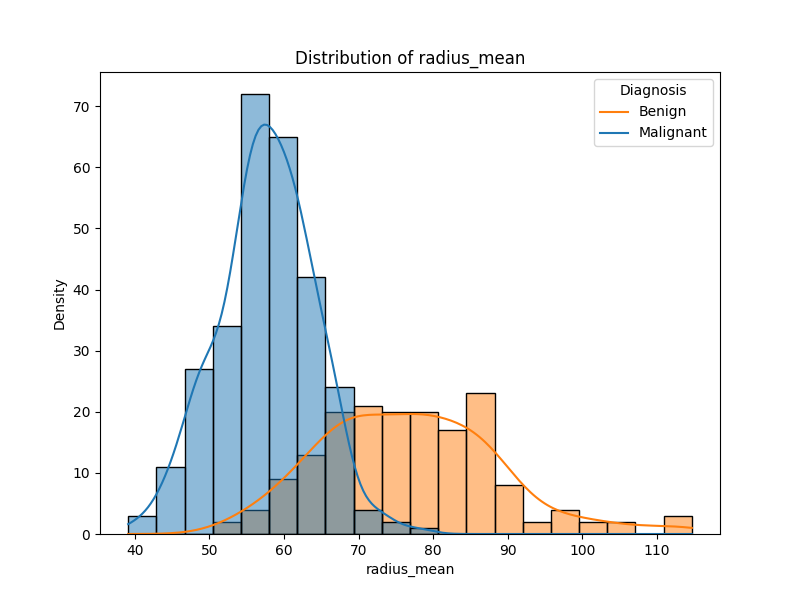 Distribution of radius_mean
Diagnosis
Benign
Malignant
Density
70
60
50
40
30
20
10
0
40 50 60 70 80 90 100 110
radius_mean